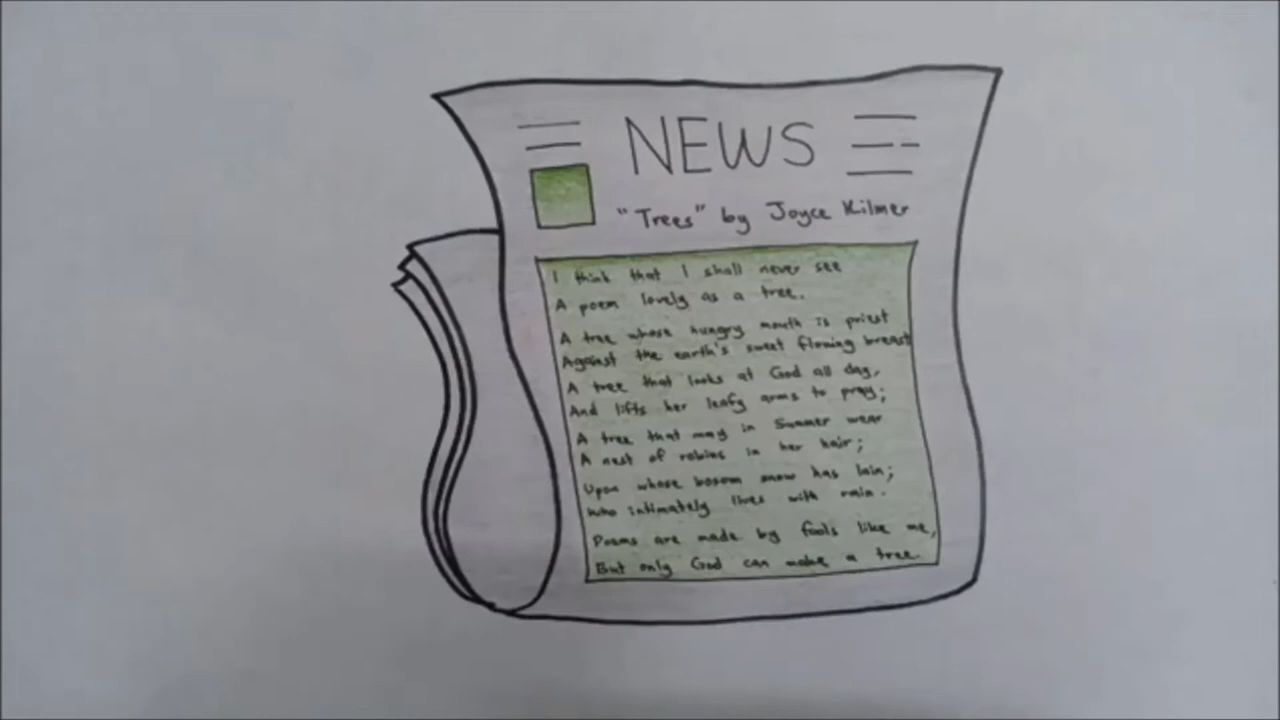 NEWS
"Trees" by Joyce Kilmer
I think that I shall never see
A poem lovely as a tree.
A tree whose hungry mouth is priest
Against the earth's sweet flowing breast
A tree that looks at God all day,
And lifts her leafy arms to pray;
A tree that may in Summer wear
A nest of robins in her hair;
Upon whose bosom snow has lain;
Who intimately lives with rain.
Poems are made by fools like me,
But only God can make a tree.